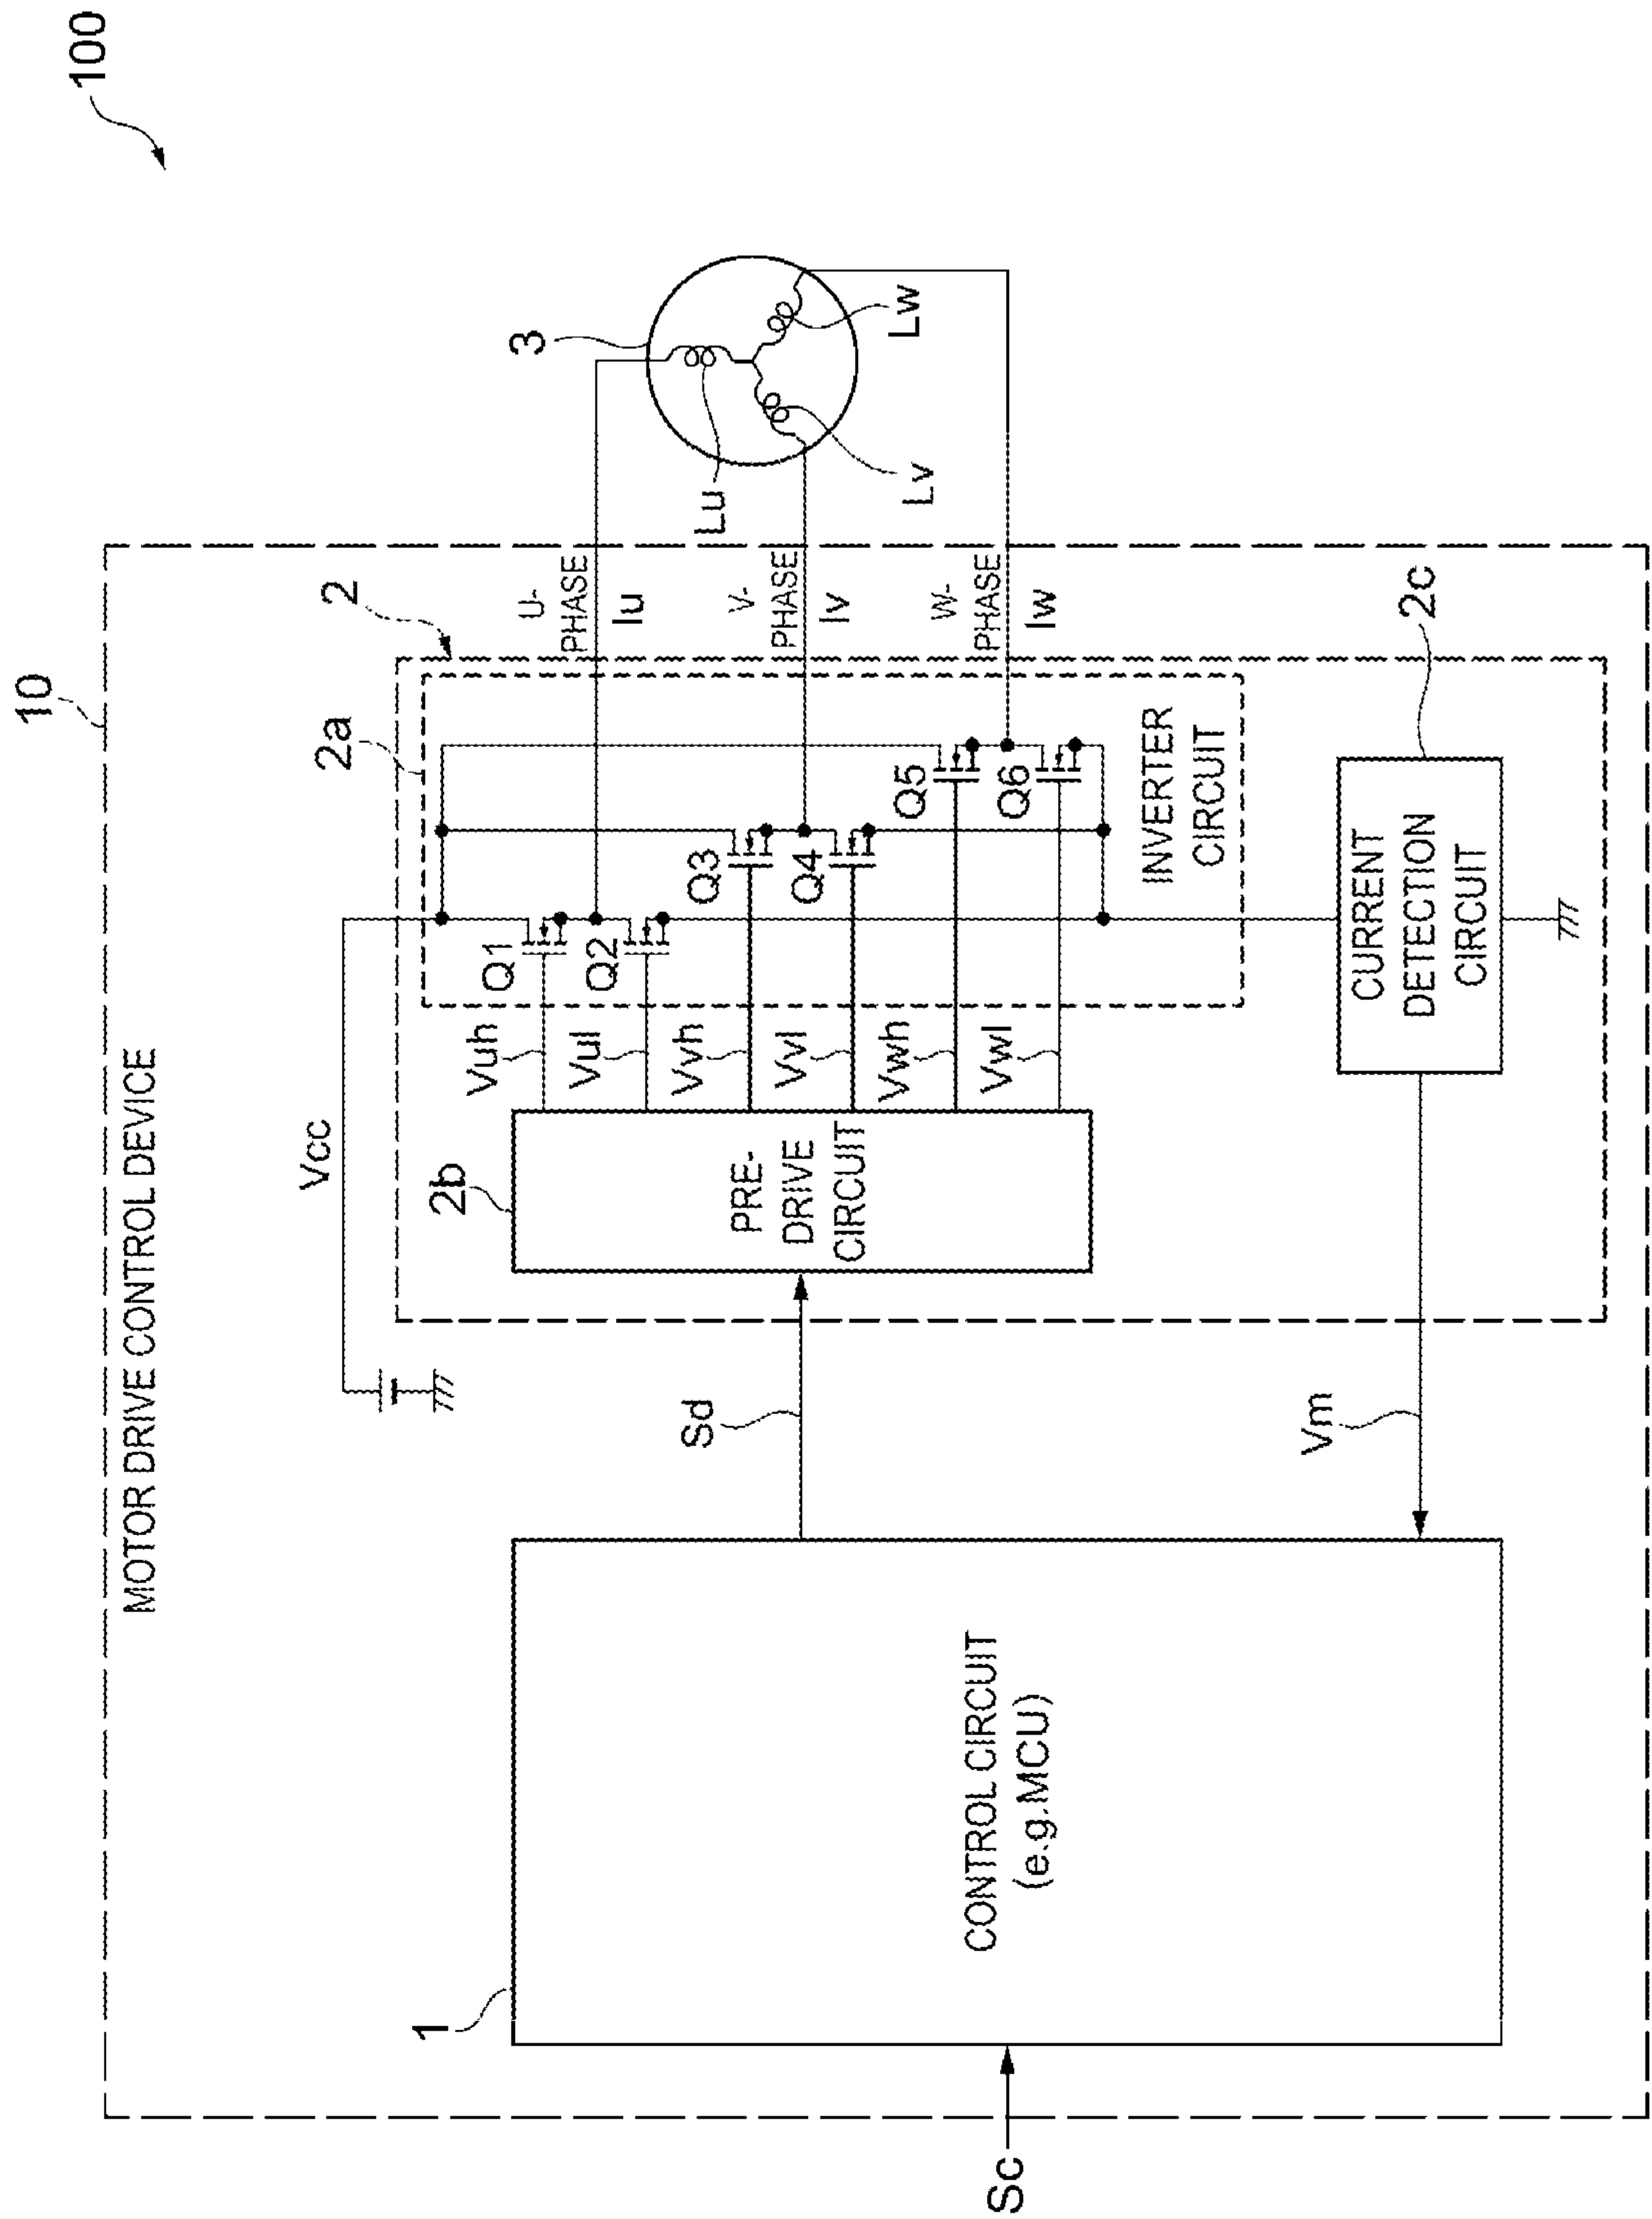 100
10
MOTOR DRIVE CONTROL DEVICE
Vcc
2
2a
3
U-
PHASE
Iu
V-
PHASE
Iv
W-
PHASE
Iw
Lu
Lv
Lw
Q1
Q2
Q3
Q4
Q5
Q6
INVERTER
CIRCUIT
Vuh
Vul
Vvh
Vvl
Vwh
Vwl
2b
PRE-
DRIVE
CIRCUIT
Sd
1
CONTROL CIRCUIT
(e.g.MCU)
Sc
Vm
2c
CURRENT
DETECTION
CIRCUIT